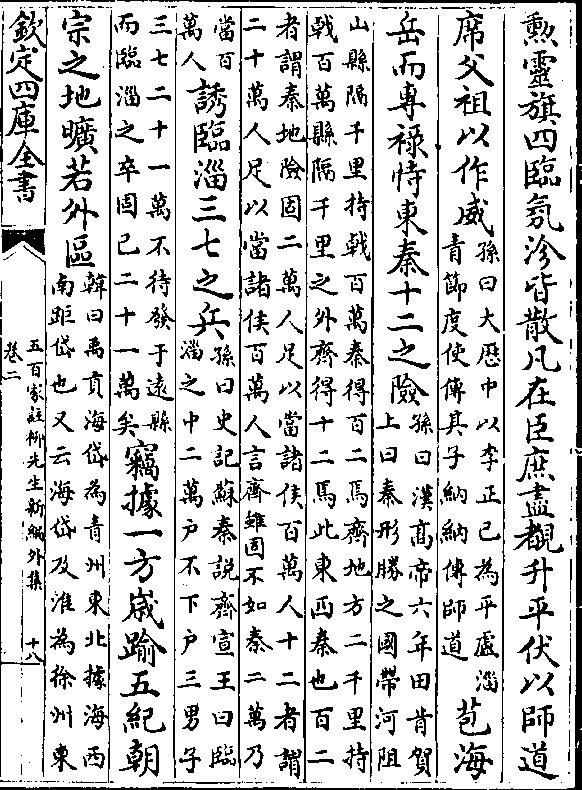 勲靈旗四臨氛沴皆散凡在臣庶盡覩升平伏以師道
席父祖以作威孫曰大歴中以李正已為平盧淄
青節度使傳其子納納傳師道苞海
岳而專祿恃東秦十二之險孫曰漢髙帝六年田肯賀
上曰秦形勝之國帶河阻
山縣隔千里持戟百萬秦得百二焉齊地方二千里持
戟百萬縣隔千里之外齊得十二焉此東西秦也百二
者謂秦地險固二萬人足以當諸侯百萬人十二者謂
二十萬人足以當諸侯百萬人言齊雖固不如秦二萬乃
當百
萬人誘臨淄三七之兵孫曰史記蘇秦説齊宣王曰臨
淄之中二萬户不下户三男子
三七二十一萬不待發于遠縣
而臨淄之卒固已二十一萬矣竊據一方嵗踰五紀朝
宗之地曠若外區韓曰禹貢海岱為青州東北據海西
南距岱也又云海岱及淮為徐州東
欽定四庫全書
五百家註柳先生新編外集
卷二
十八